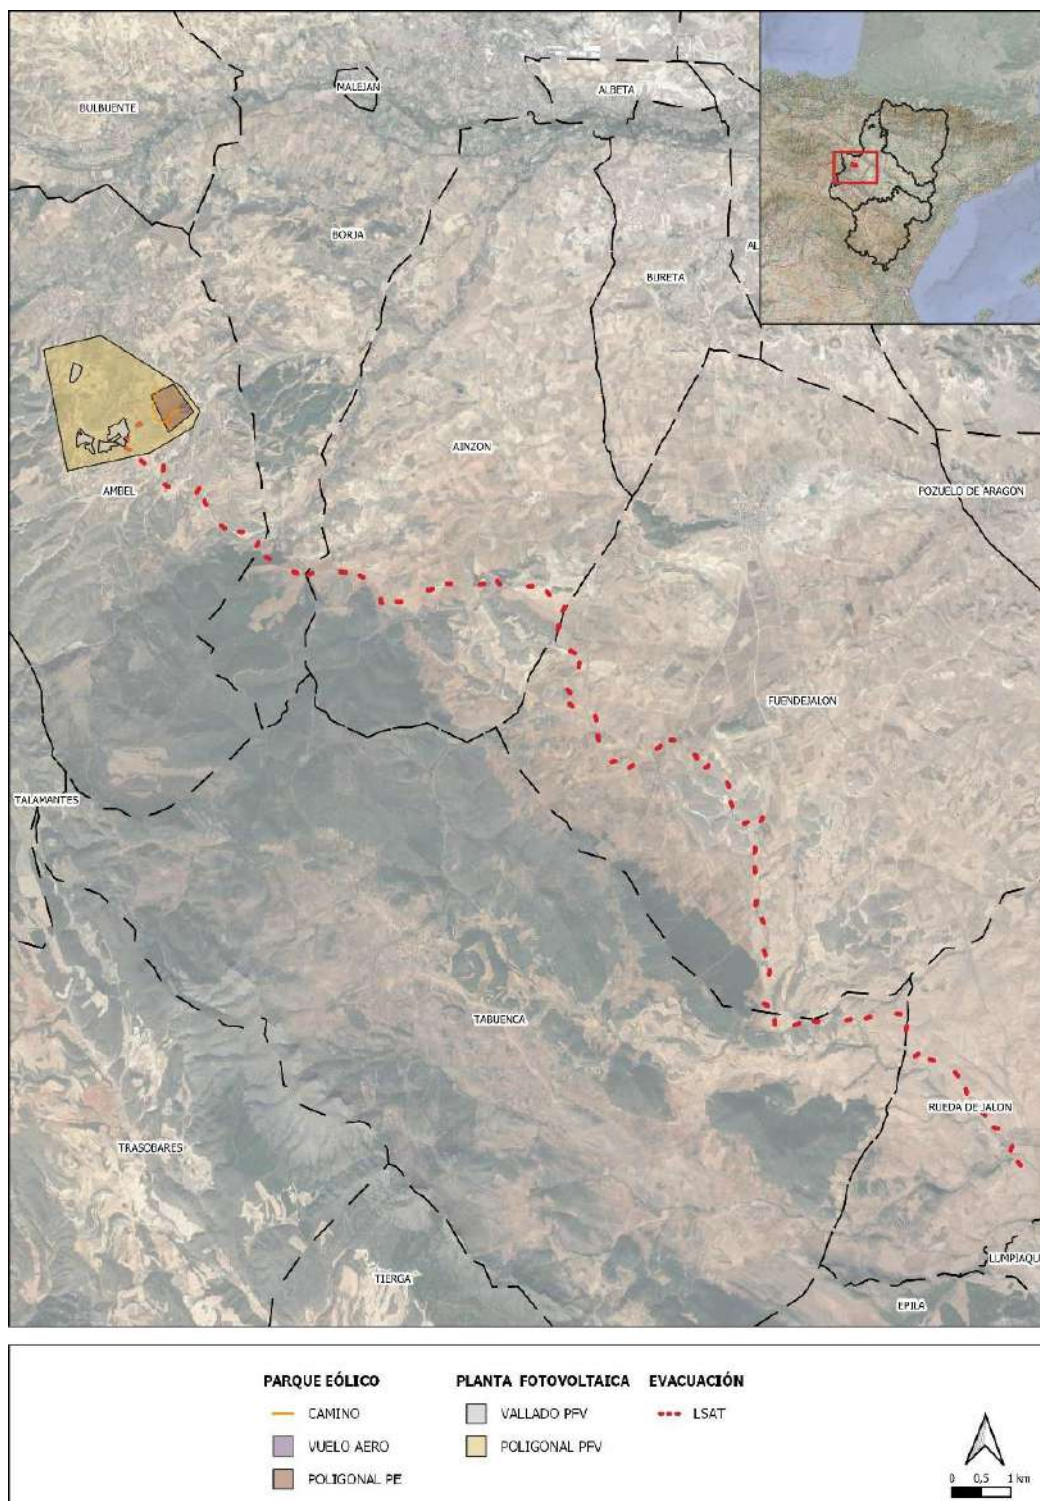 MALEJAN
ALBETA
BULBUENTE
BORJA
AL
BURETA
AINZON
AMBEL
POZUELO DE ARAGON
FUENDEJALON
TALAMANTES
TABUENCA
RUEDA DE JALON
TRASOBARES
LUMPIAQU
TIERGA
EPILA
PARQUE EÓLICO
CAMINO
VUELO AERO
POLIGONAL PE
PLANTA FOTOVOLTAICA
VALLADO PFV
POLIGONAL PFV
EVACUACIÓN
LSAT
0 0,5 1 km